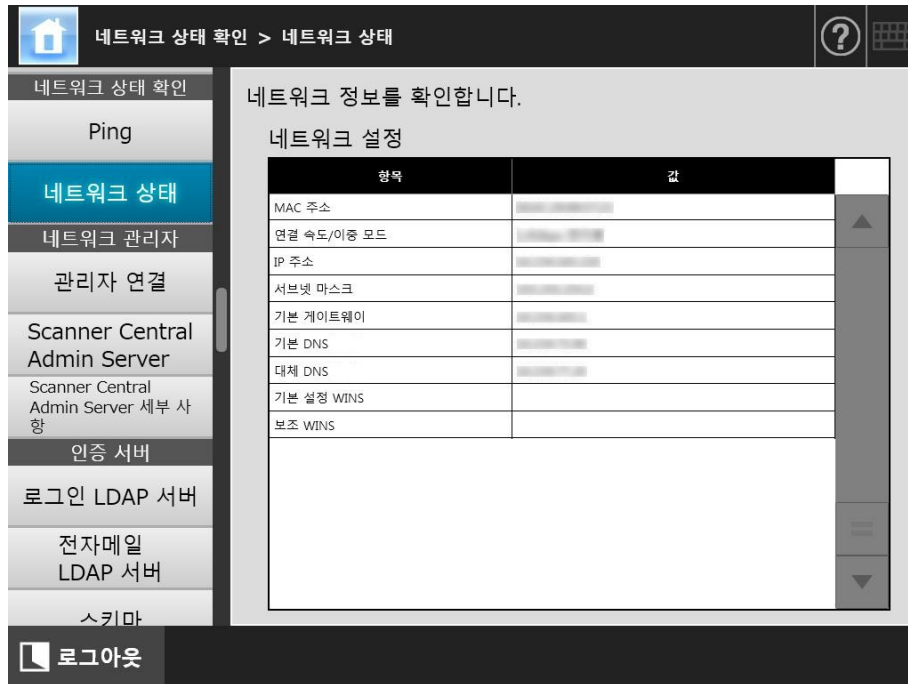 네트워크 상태 확인 > 네트워크 상태
?
네트워크 상태 확인
Ping
네트워크 상태
네트워크 관리자
관리자 연결
Scanner Central
Admin Server
Scanner Central
Admin Server 세부 사
항
인증 서버
로그인 LDAP 서버
전자메일
LDAP 서버
스키마
네트워크 정보를 확인합니다.
네트워크 설정
항목 값
MAC 주소
연결 속도/이중 모드
IP 주소
서브넷 마스크
기본 게이트웨이
기본 DNS
대체 DNS
기본 설정 WINS
보조 WINS
로그아웃